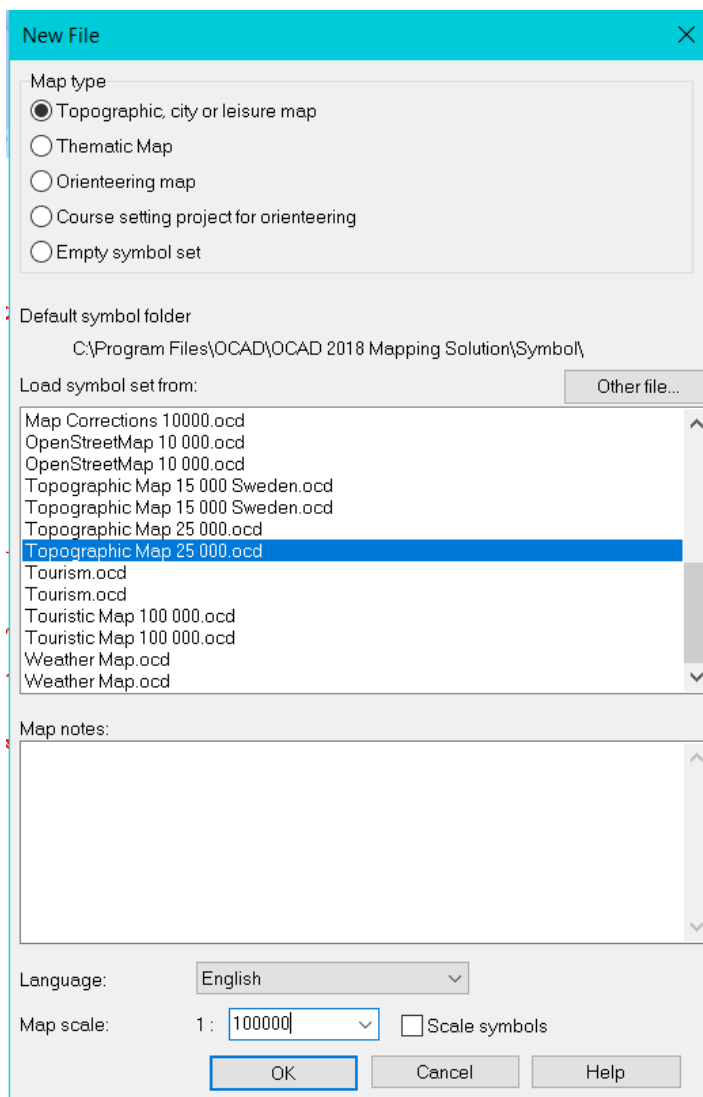 New File
Map type
Topographic, city or leisure map
Thematic Map
Orienteering map
Course setting project for orienteering
Empty symbol set
Default symbol folder
C:\Program Files\OCAD\OCAD 2018 Mapping Solution\Symbol\
Load symbol set from:
Other file...
Map Corrections 10000.ocd
OpenStreetMap 10 000.ocd
OpenStreetMap 10 000.ocd
Topographic Map 15 000 Sweden.ocd
Topographic Map 15 000 Sweden.ocd
Topographic Map 25 000.ocd
Topographic Map 25 000.ocd
Tourism.ocd
Tourism.ocd
Touristic Map 100 000.ocd
Touristic Map 100 000.ocd
Weather Map.ocd
Weather Map.ocd
Map notes:
Language: English
Map scale: 1 : 100000 Scale symbols
OK Cancel Help